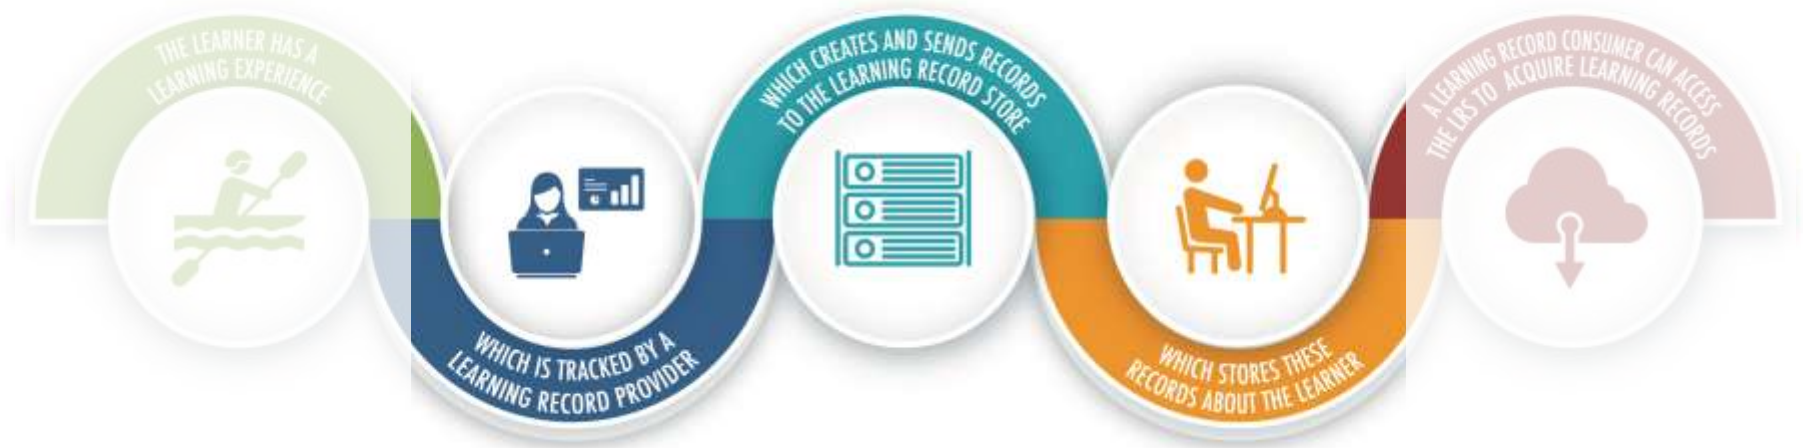 THE LEARNER HAS A
LEARNING EXPERIENCE
WHICH IS TRACKED BY A
LEARNING RECORD PROVIDER
WHICH CREATES AND SENDS RECORDS
TO THE LEARNING RECORD STORE
WHICH STORES THESE
RECORDS ABOUT THE LEARNER
A LEARNING RECORD CONSUMER CAN ACCESS
THE LRS TO ACQUIRE LEARNING RECORDS